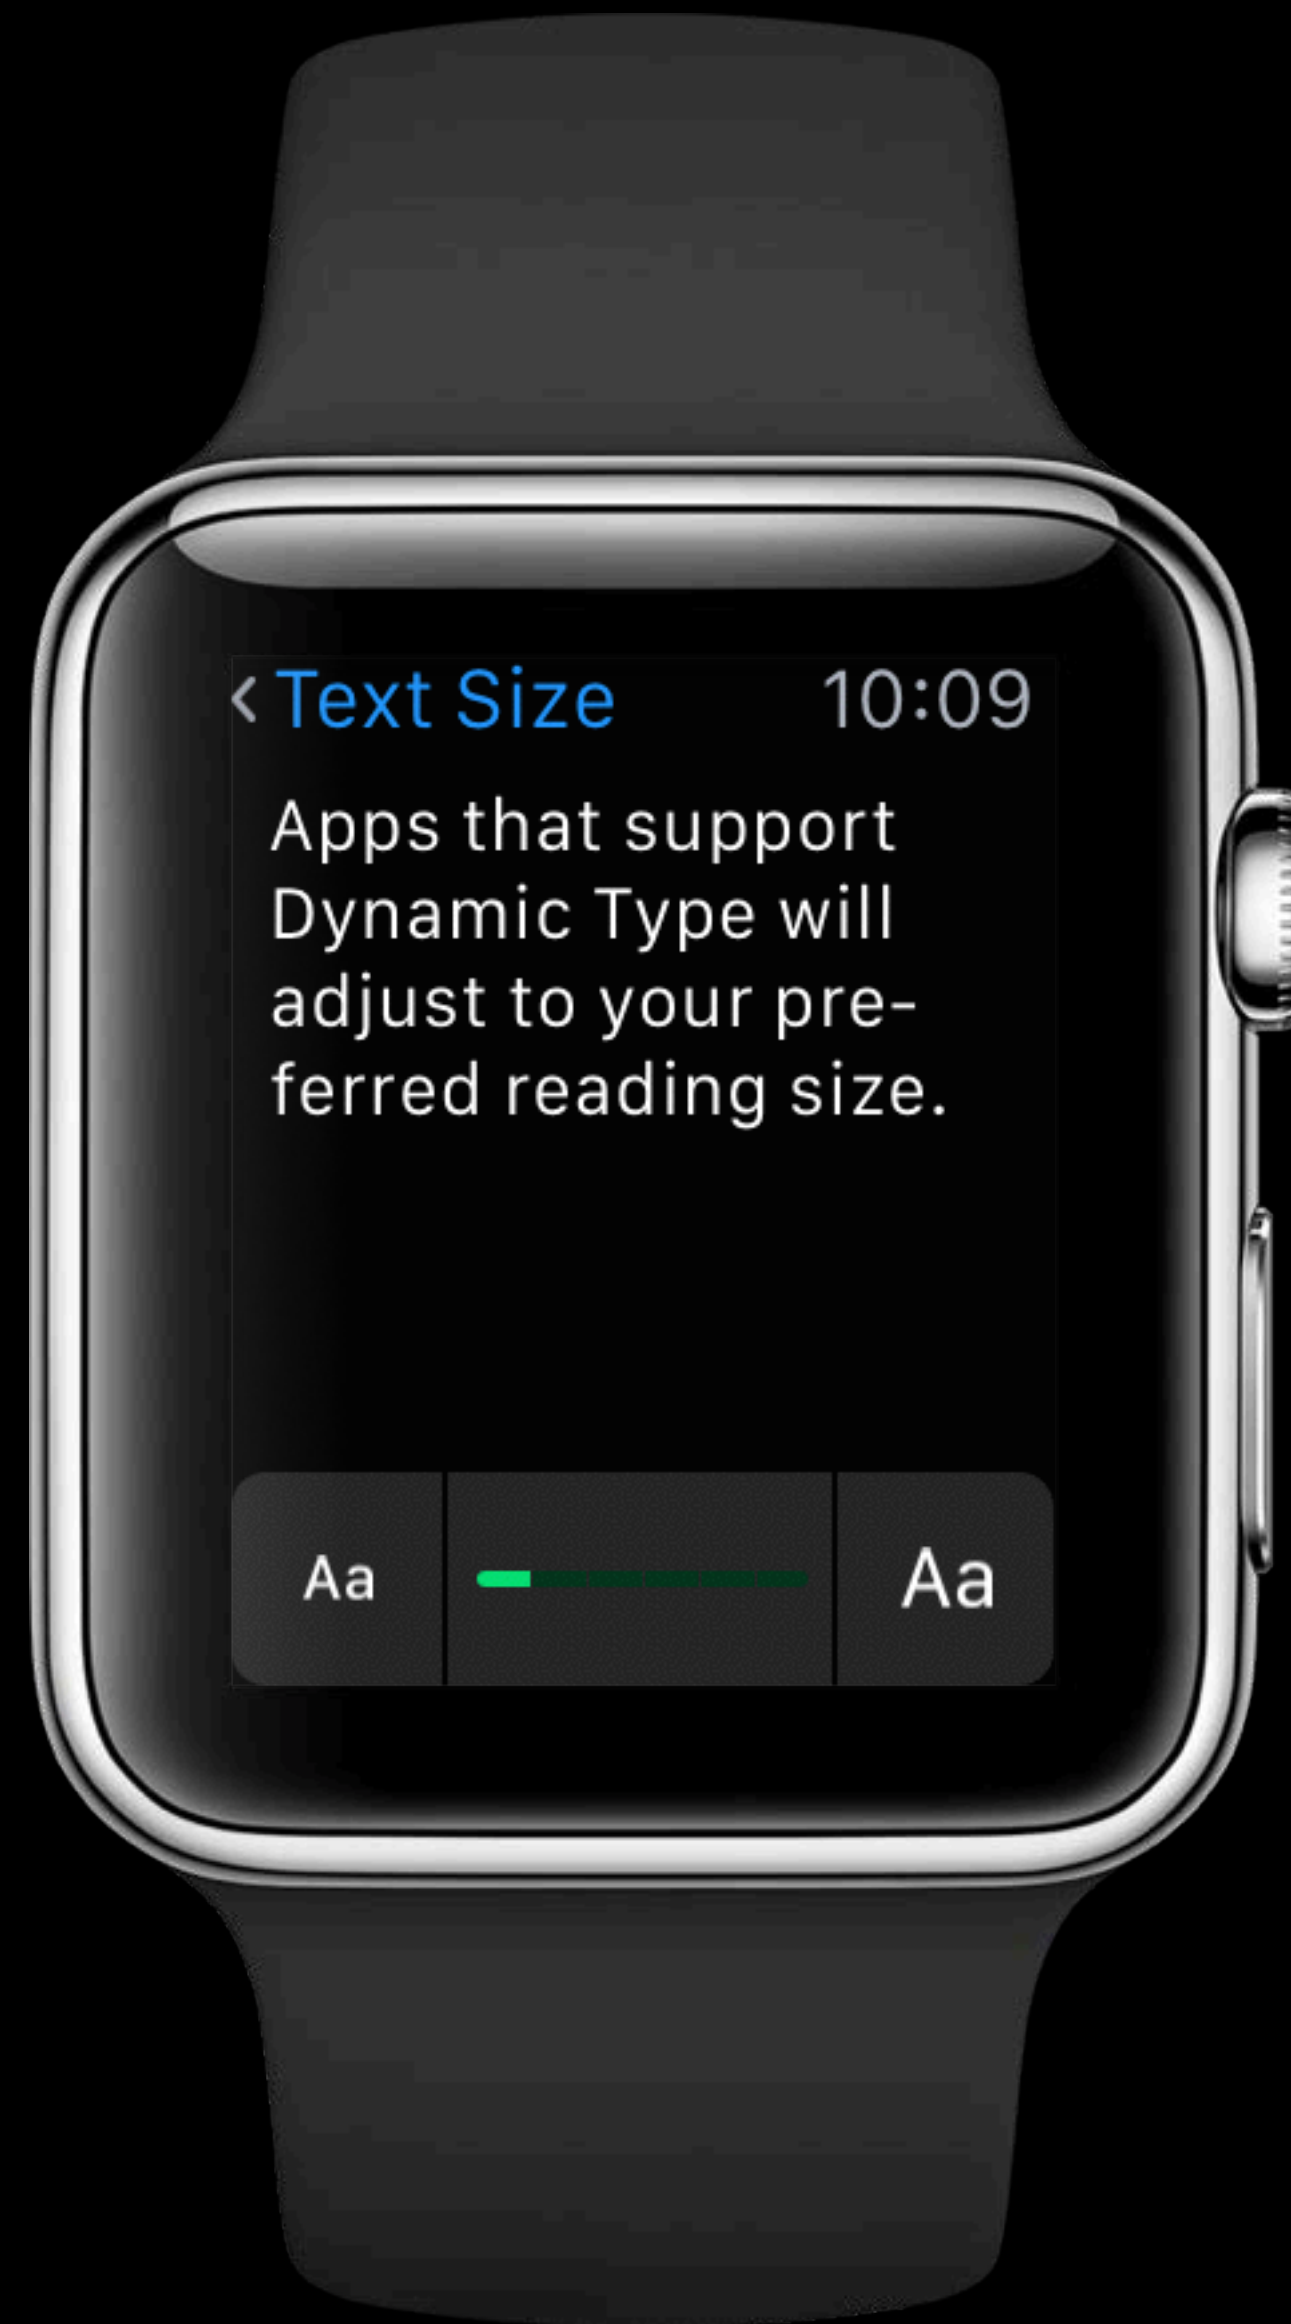 < Text Size 10:09
Apps that support
Dynamic Type will
adjust to your pre-
ferred reading size.
Aa Aa